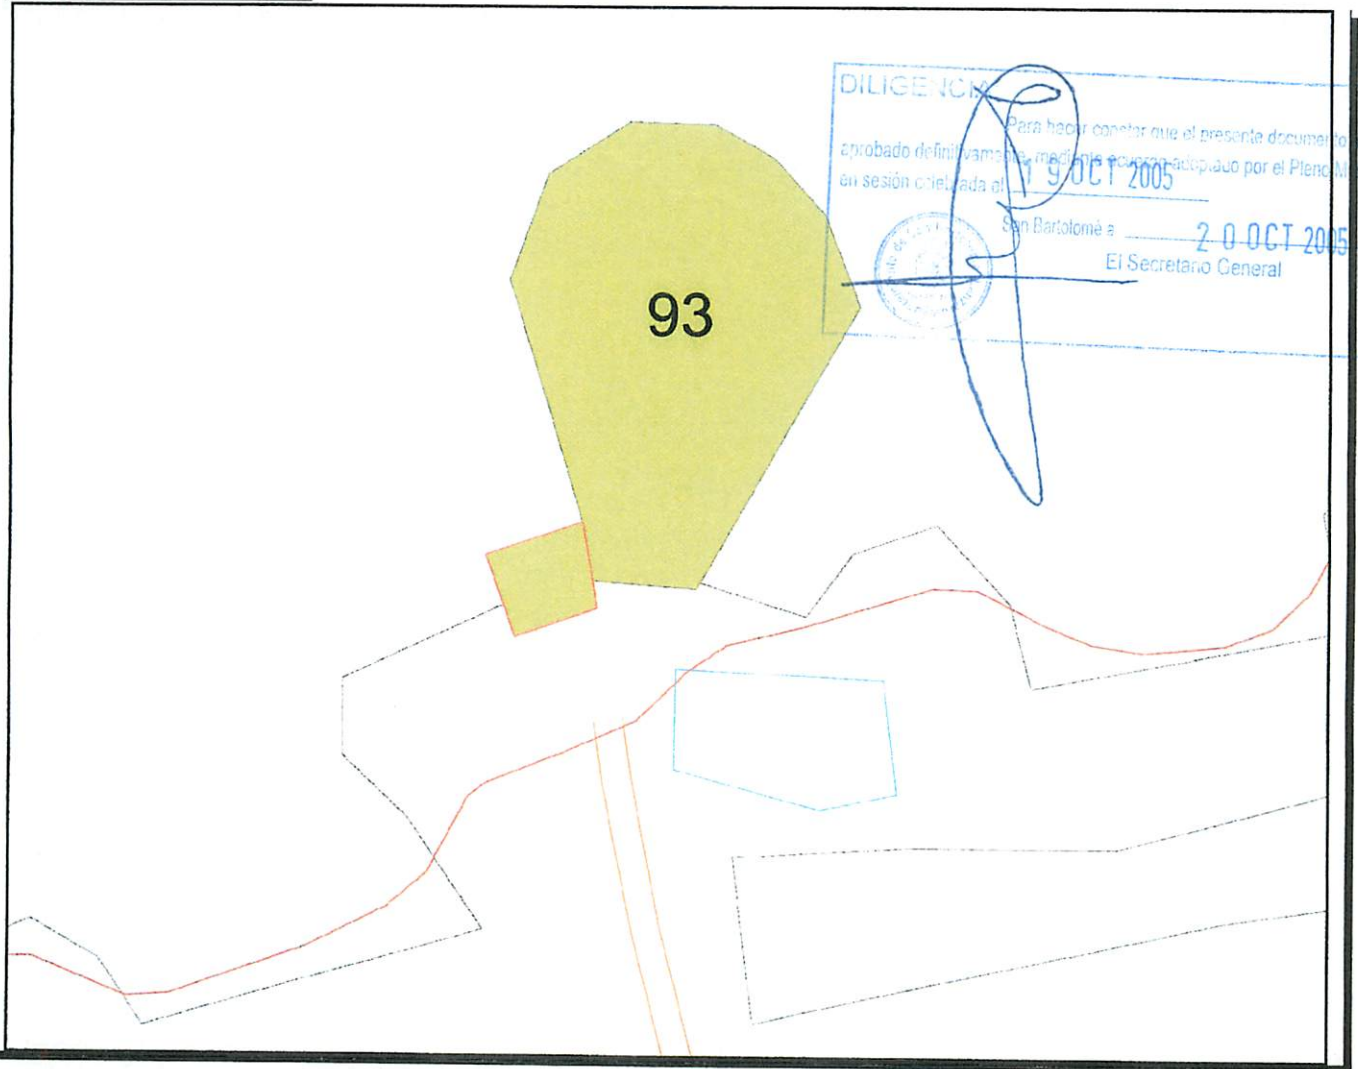 DILIGENCIA
Para hacer constar que el presente documento
aprobado definitivamente, mediante acuerdo adoptado por el Pleno
en sesión celebrada el 19 OCT 2005
San Bartolomé a 20 OCT 2005
El Secretario General
93